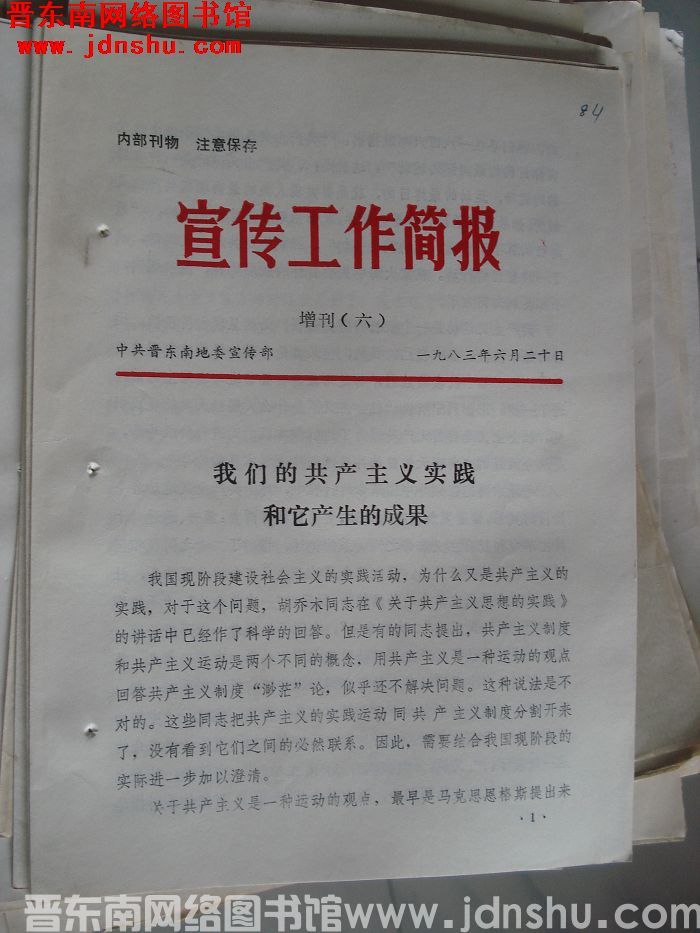 晋东南网络图书馆
www.jdnshu.com
84
内部刊物 注意保存
宣传工作简报
增刊(六)
中共晋东南地委宣传部 一九八三年六月二十日
我们的共产主义实践
和它产生的成果
我国现阶段建设社会主义的实践活动,为什么又是共产主义的
实践,对于这个问题,胡乔木同志在《关于共产主义思想的实践》
的讲话中已经作了科学的回答。但是有的同志提出,共产主义制度
和共产主义运动是两个不同的概念,用共产主义是一种运动的观点
回答共产主义制度“渺茫”论,似乎还不解决问题。这种说法是不
对的。这些同志把共产主义的实践运动同共产主义制度分割开来
了,没有看到它们之间的必然联系。因此,需要结合我国现阶段的
实际进一步加以澄清。
关于共产主义是一种运动的观点,最早是马克思恩格斯提出来
·1·
晋东南网络图书馆www.jdnshu.com